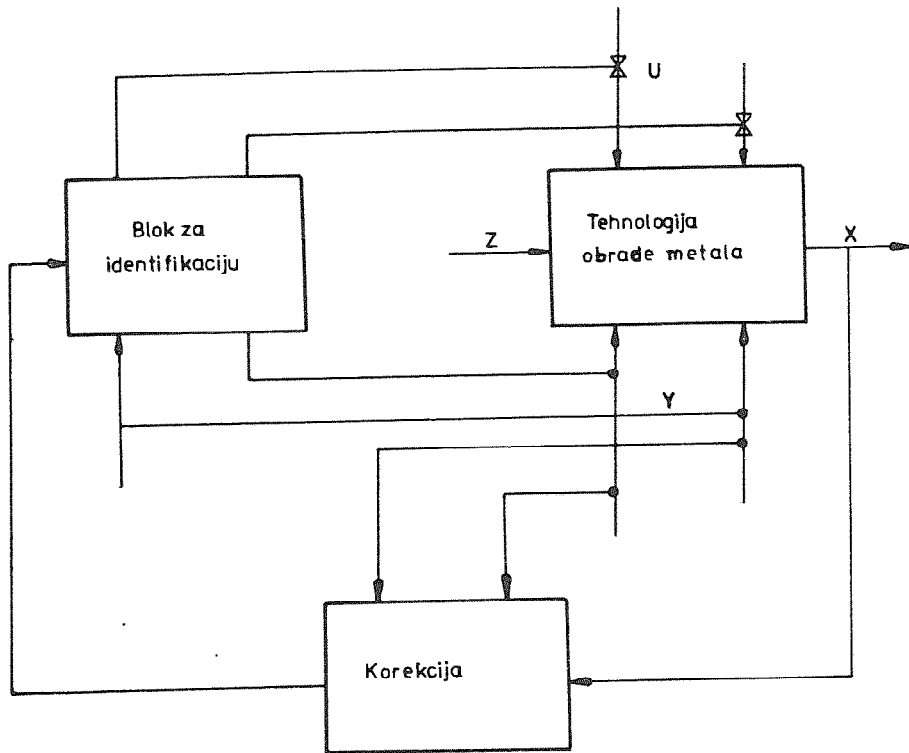 U
Blok za
identifikaciju
Tehnologija
obrade metala
Z
X
Y
Korekcija